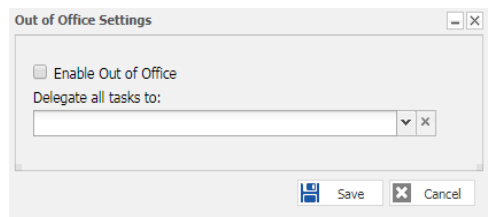 Out of Office Settings
Enable Out of Office
Delegate all tasks to:
Save Cancel